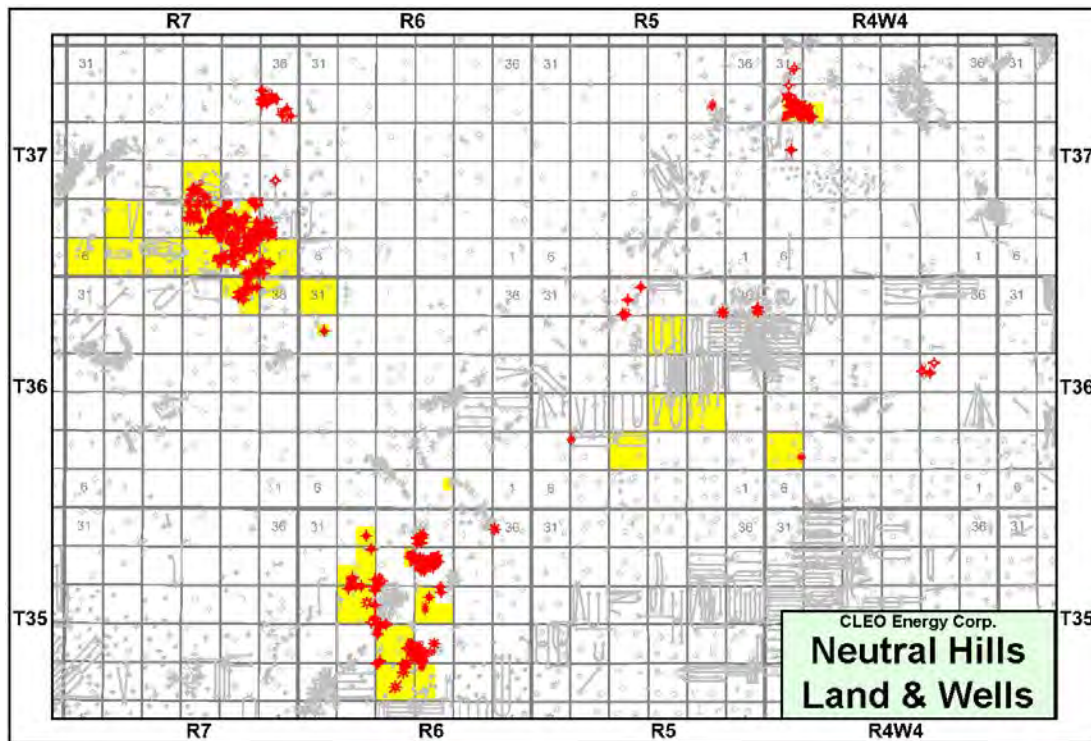 R7 R6 R5 R4W4
31 36 31 36 31 36 31 36 31
T37 T37
6 6 1 6 1 6 1 6
31 36 31 36 31 36 31 36 31
T36 T36
6 1 6 1 6 1 6 1 6
31 36 31 36 31 36 31 36 31
T35 T35
CLEO Energy Corp.
Neutral Hills
Land & Wells
R7 R6 R5 R4W4